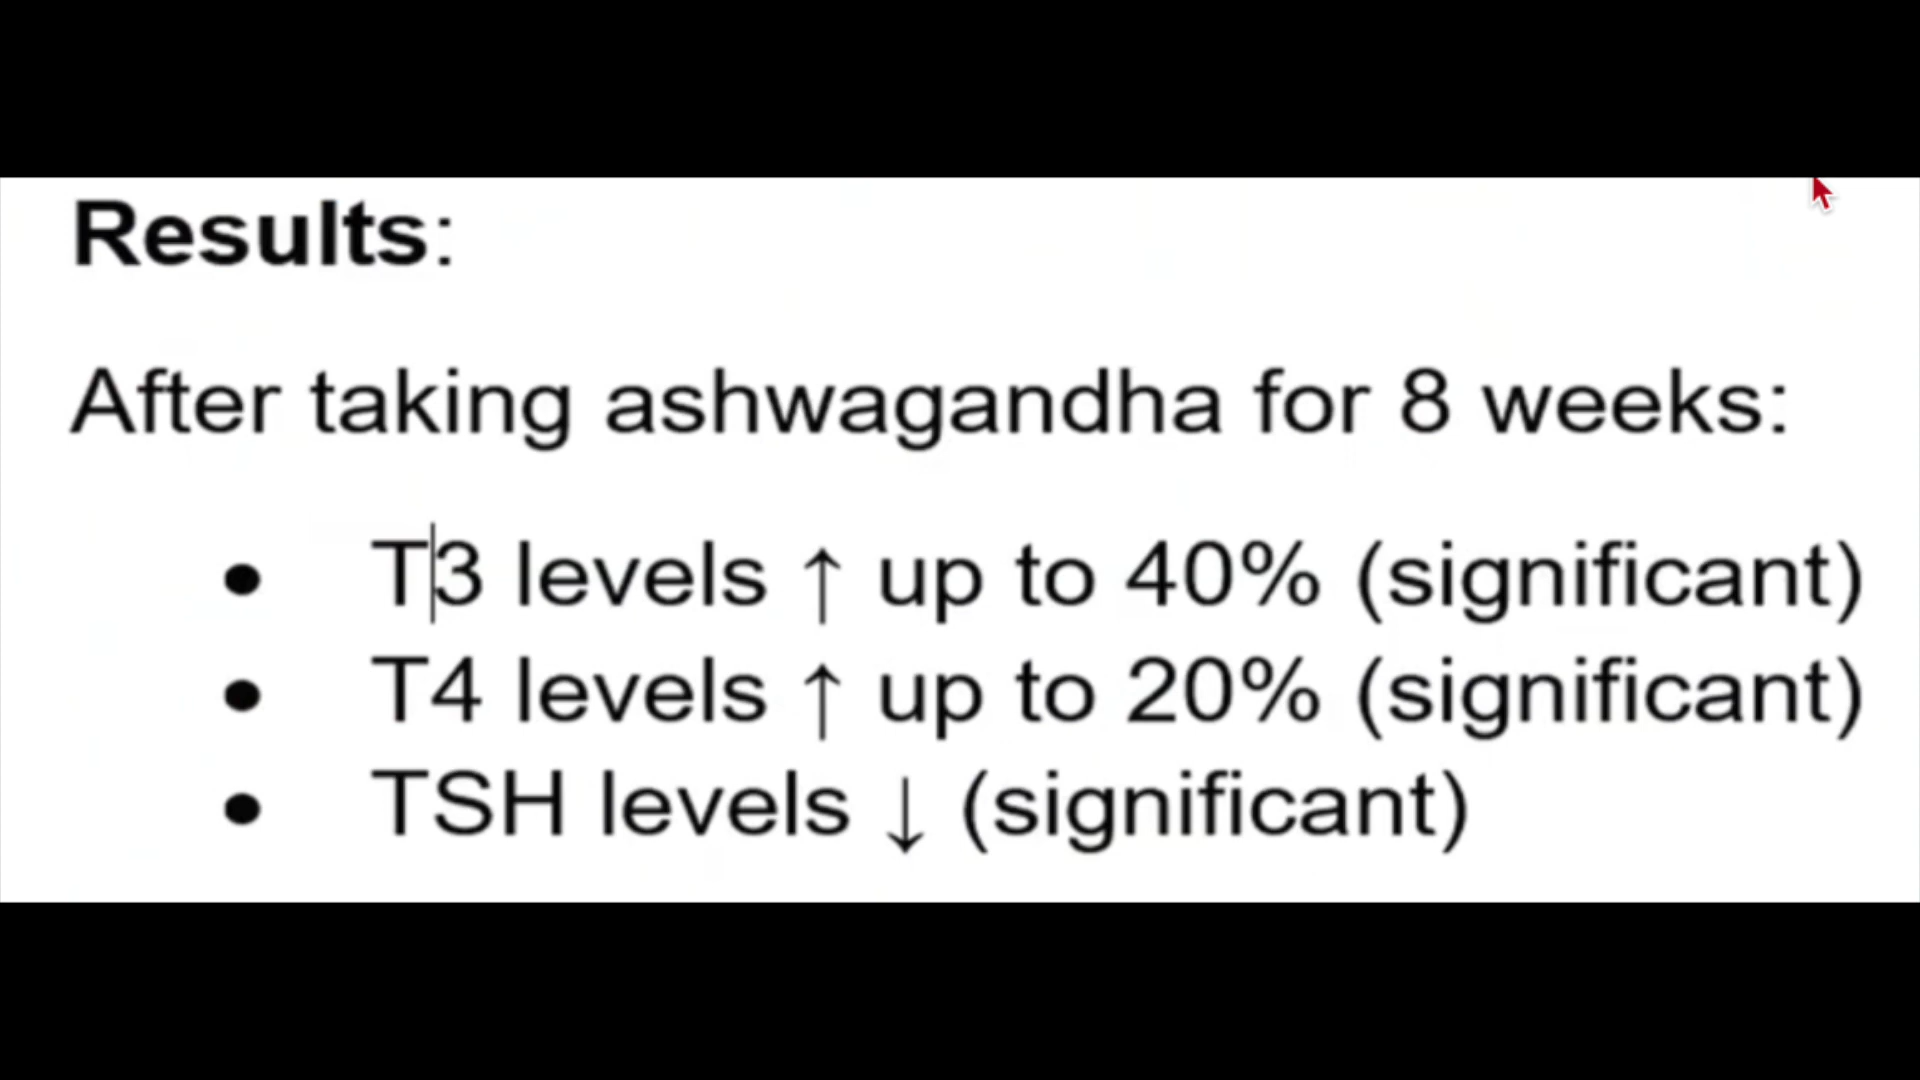 Results:
After taking ashwagandha for 8 weeks:
• T3 levels ↑ up to 40% (significant)
• T4 levels ↑ up to 20% (significant)
• TSH levels ↓ (significant)